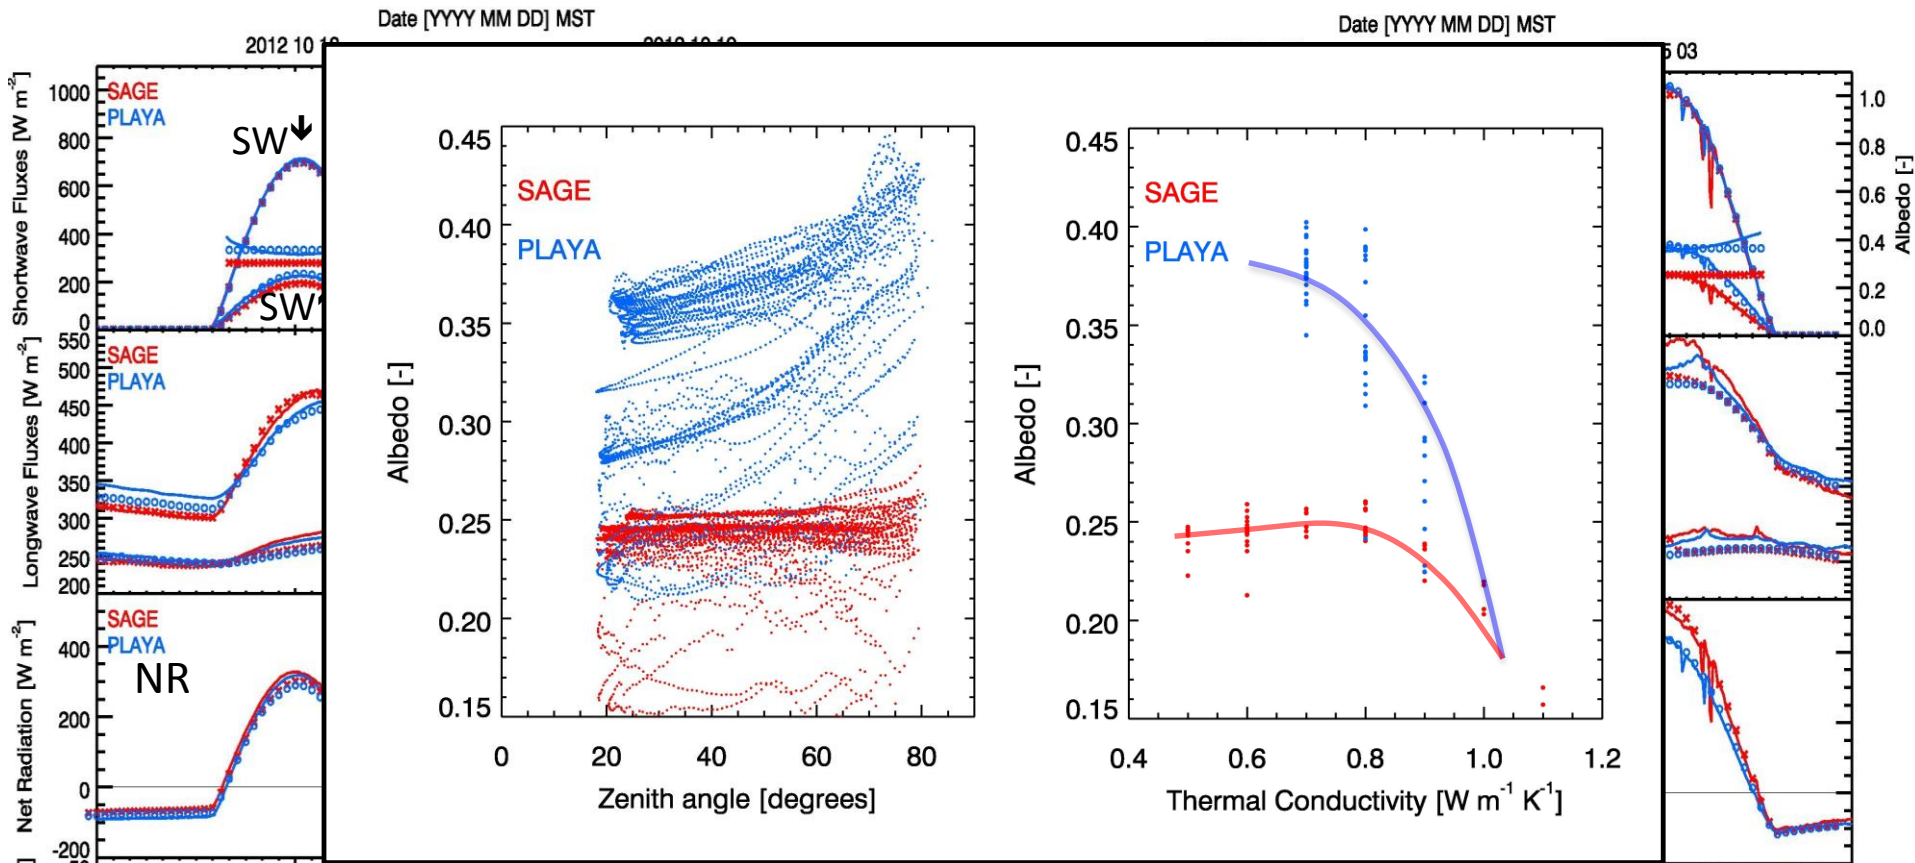 Date [YYYY MM DD] MST
Date [YYYY MM DD] MST
2012 10 1
5 03
Shortwave Fluxes [W m-2]
1000
800
600
400
200
0
SAGE
PLAYA
SW↓
SW
Longwave Fluxes [W m-2]
550
500
450
400
350
300
250
200
SAGE
PLAYA
Net Radiation [W m-2]
400
200
0
-200
SAGE
PLAYA
NR
Albedo [-]
0.45
0.40
0.35
0.30
0.25
0.20
0.15
SAGE
PLAYA
0
20
40
60
80
Zenith angle [degrees]
Albedo [-]
0.45
0.40
0.35
0.30
0.25
0.20
0.15
SAGE
PLAYA
0.4
0.6
0.8
1.0
1.2
Thermal Conductivity [W m-1 K-1]
1.0
0.8
0.6
0.4
0.2
0.0
Albedo [-]